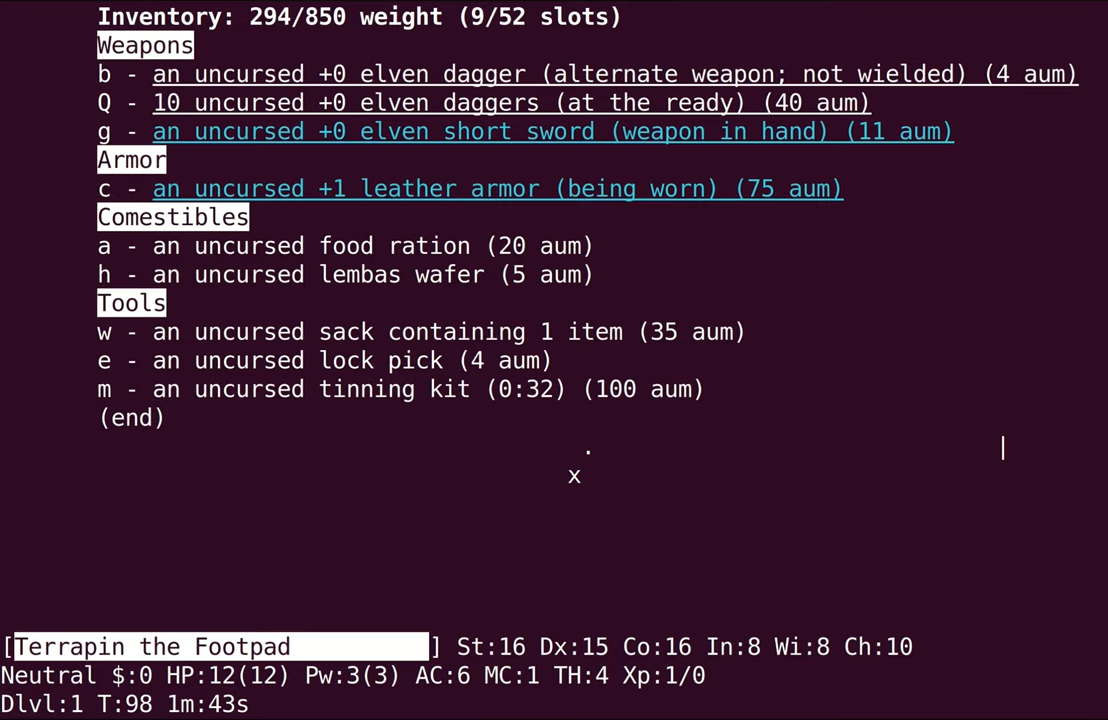 Inventory: 294/850 weight (9/52 slots)
Weapons
b - an uncursed +0 elven dagger (alternate weapon; not wielded) (4 aum)
Q - 10 uncursed +0 elven daggers (at the ready) (40 aum)
g - an uncursed +0 elven short sword (weapon in hand) (11 aum)
Armor
c - an uncursed +1 leather armor (being worn) (75 aum)
Comestibles
a - an uncursed food ration (20 aum)
h - an uncursed lembas wafer (5 aum)
Tools
w - an uncursed sack containing 1 item (35 aum)
e - an uncursed lock pick (4 aum)
m - an uncursed tinning kit (0:32) (100 aum)
(end)
. |
x
[Terrapin the Footpad ] St:16 Dx:15 Co:16 In:8 Wi:8 Ch:10
Neutral $:0 HP:12(12) Pw:3(3) AC:6 MC:1 TH:4 Xp:1/0
Dlvl:1 T:98 1m:43s